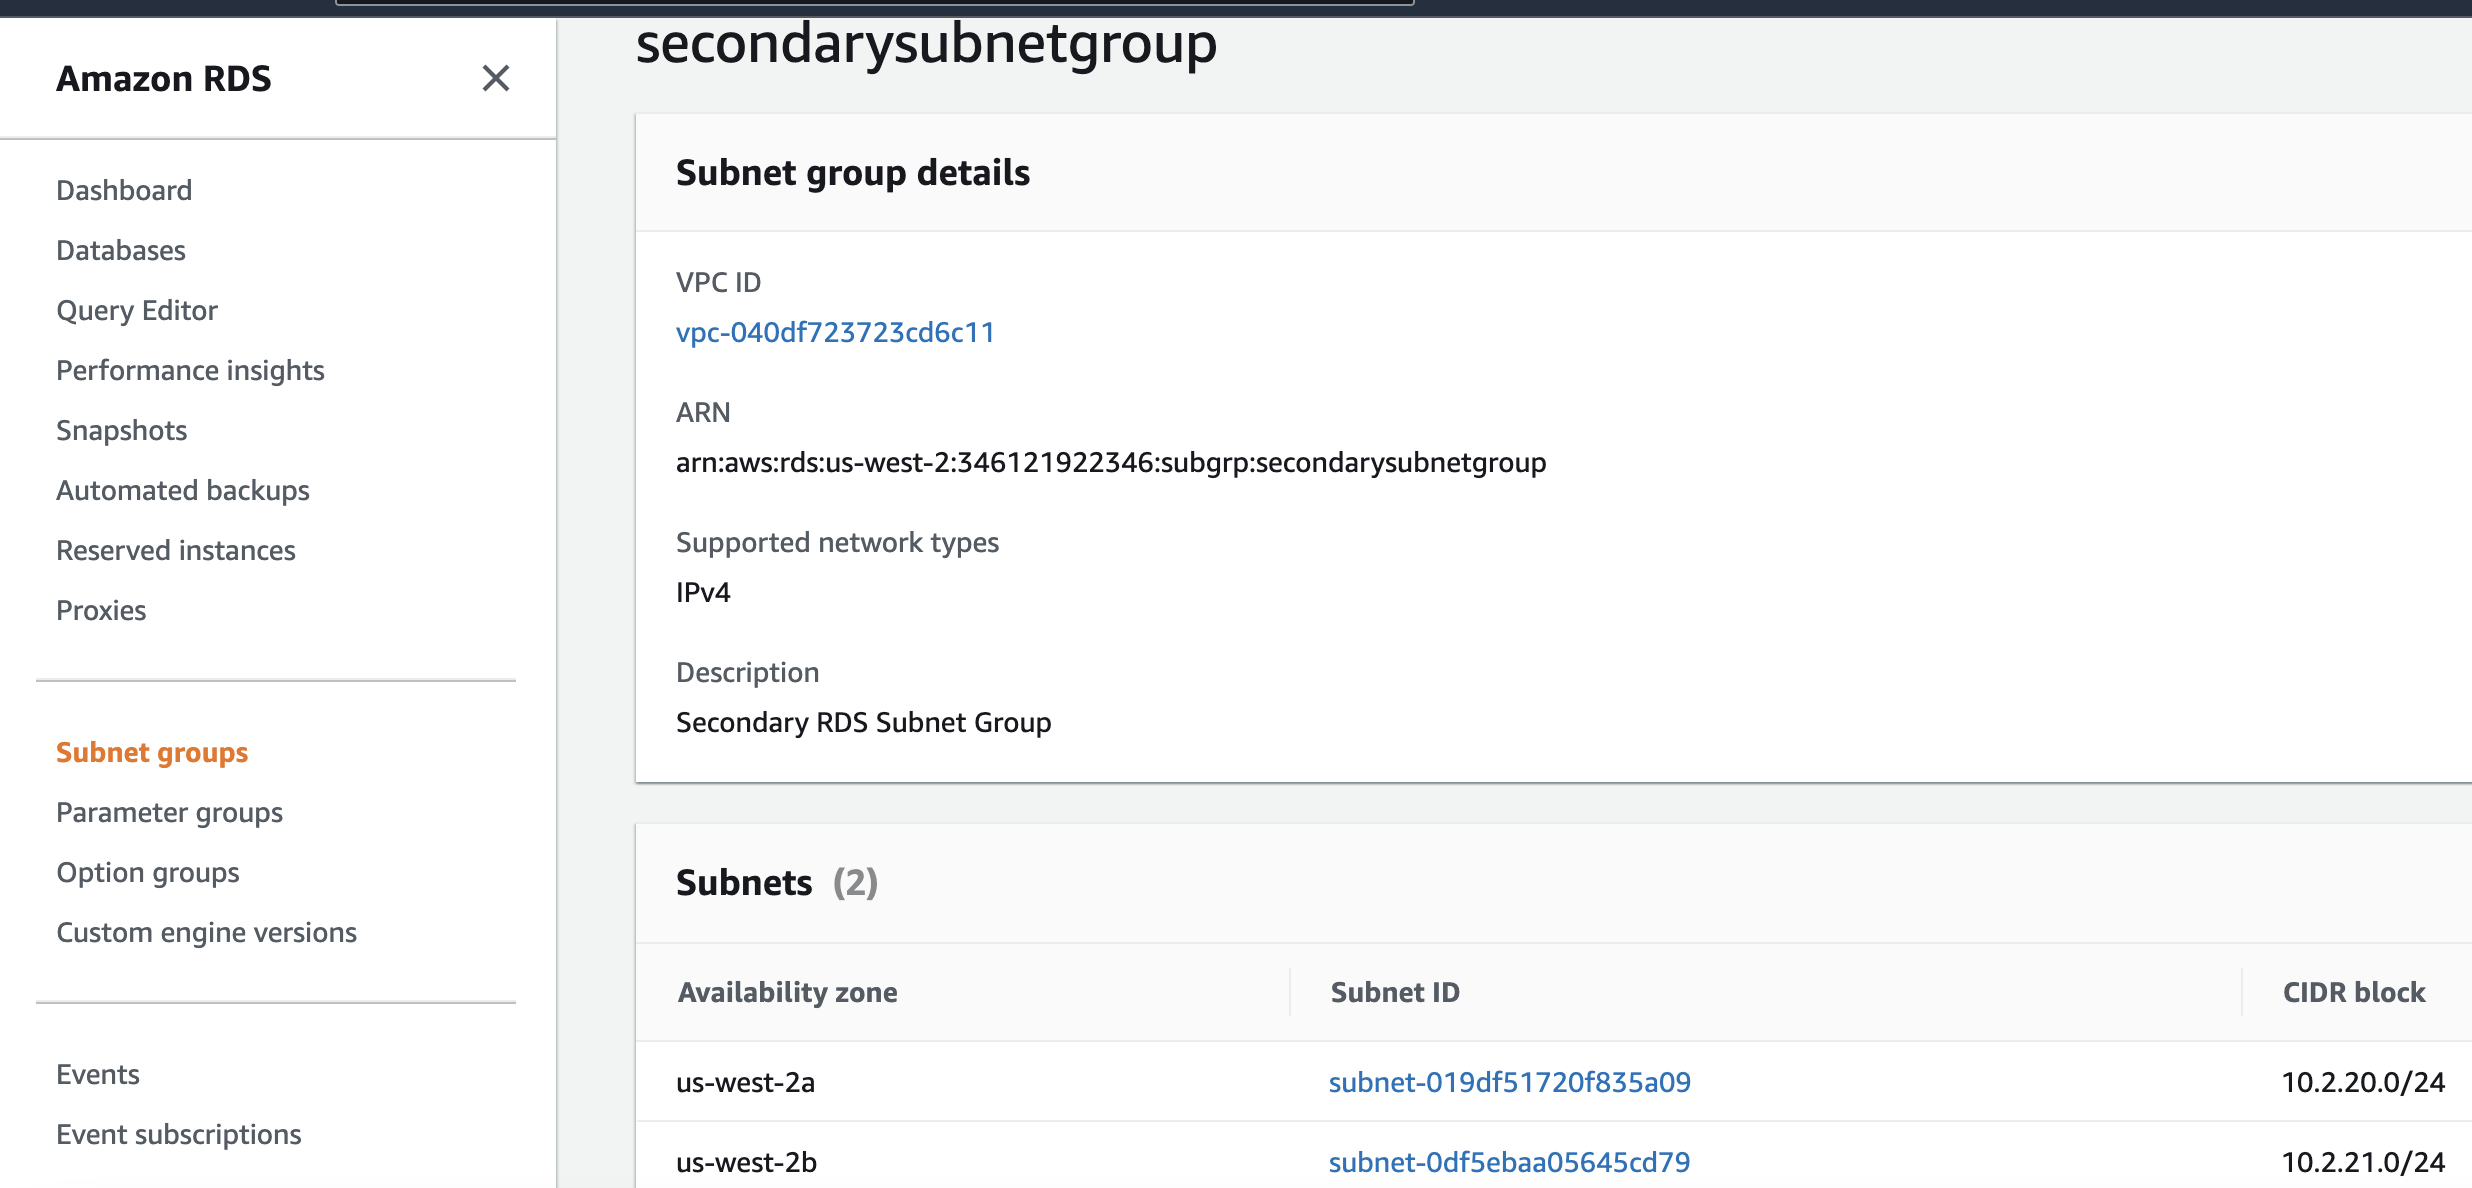 Amazon RDS
Dashboard
Databases
Query Editor
Performance insights
Snapshots
Automated backups
Reserved instances
Proxies
Subnet groups
Parameter groups
Option groups
Custom engine versions
Events
Event subscriptions
secondarysubnetgroup
Subnet group details
VPC ID
vpc-040df723723cd6c11
ARN
arn:aws:rds:us-west-2:346121922346:subgrp:secondarysubnetgroup
Supported network types
IPv4
Description
Secondary RDS Subnet Group
Subnets (2)
Availability zone Subnet ID CIDR block
us-west-2a subnet-019df51720f835a09 10.2.20.0/24
us-west-2b subnet-0df5ebaa05645cd79 10.2.21.0/24